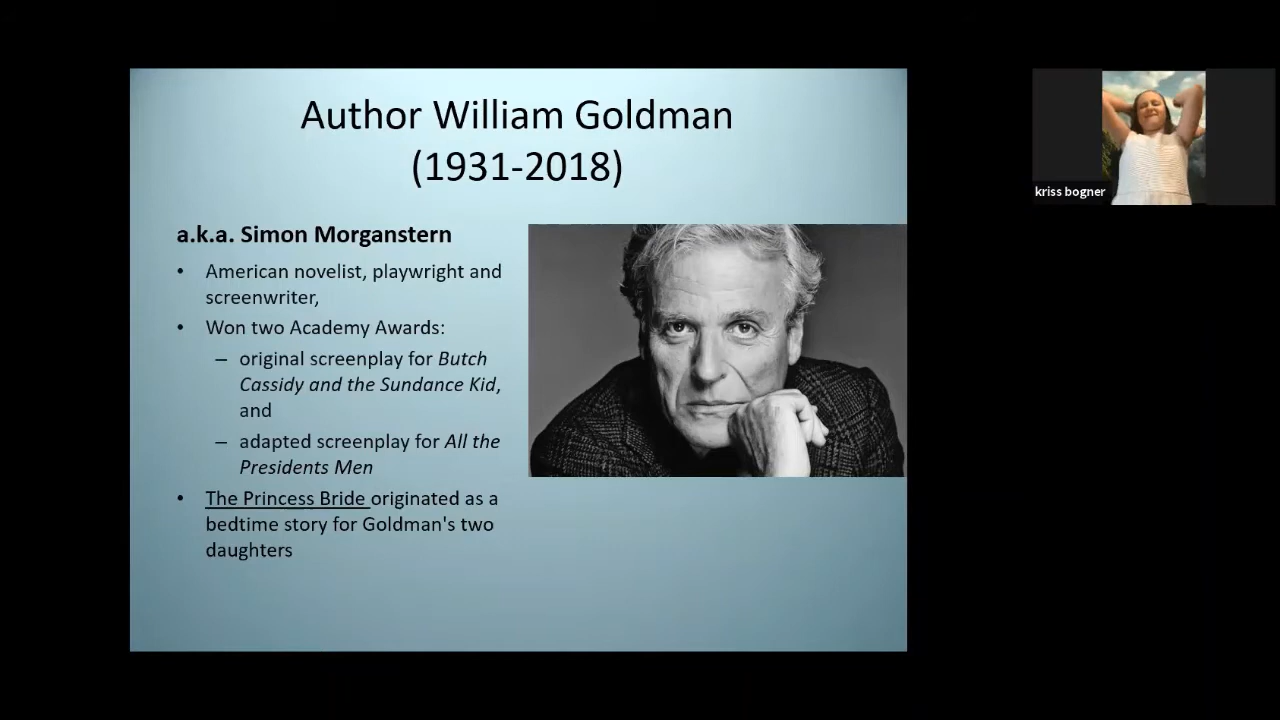 Author William Goldman
(1931-2018)
a.k.a. Simon Morganstern
• American novelist, playwright and
screenwriter,
• Won two Academy Awards:
– original screenplay for Butch
Cassidy and the Sundance Kid,
and
– adapted screenplay for All the
Presidents Men
• The Princess Bride originated as a
bedtime story for Goldman's two
daughters
kriss bogner